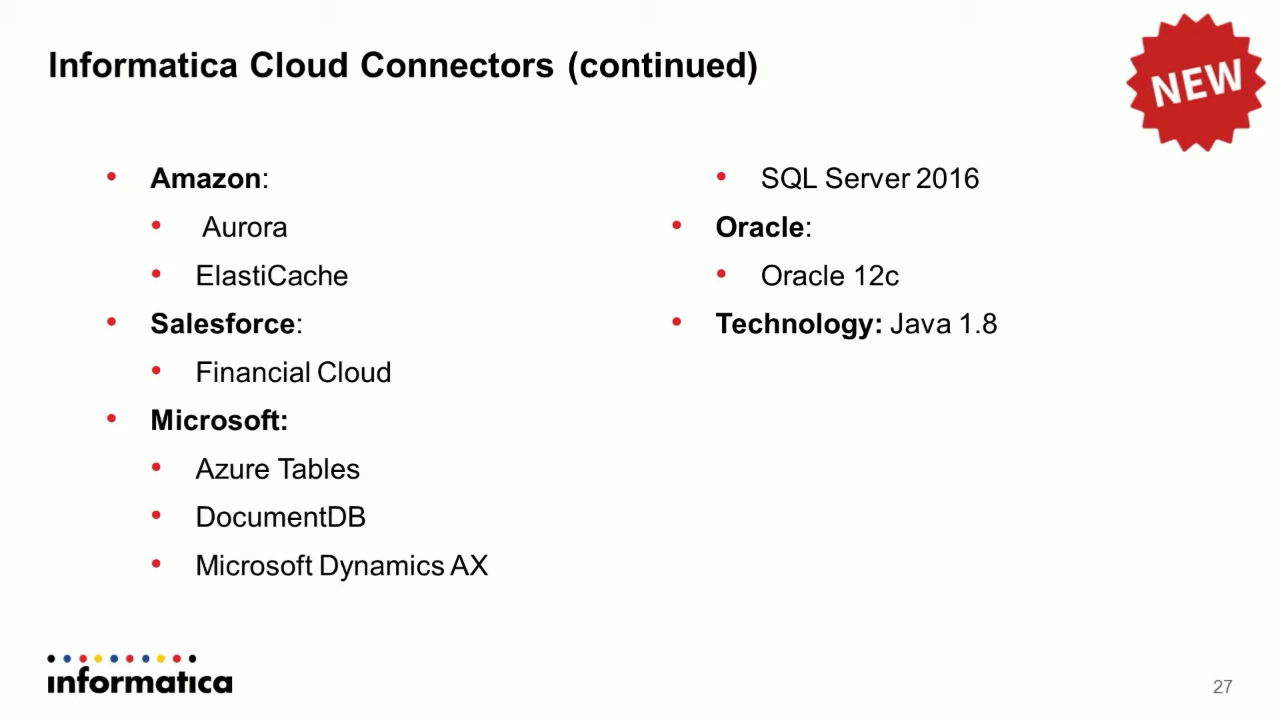 Informatica Cloud Connectors (continued)
NEW
• Amazon:
• Aurora
• ElastiCache
• Salesforce:
• Financial Cloud
• Microsoft:
• Azure Tables
• DocumentDB
• Microsoft Dynamics AX
• SQL Server 2016
• Oracle:
• Oracle 12c
• Technology: Java 1.8
informatica
27